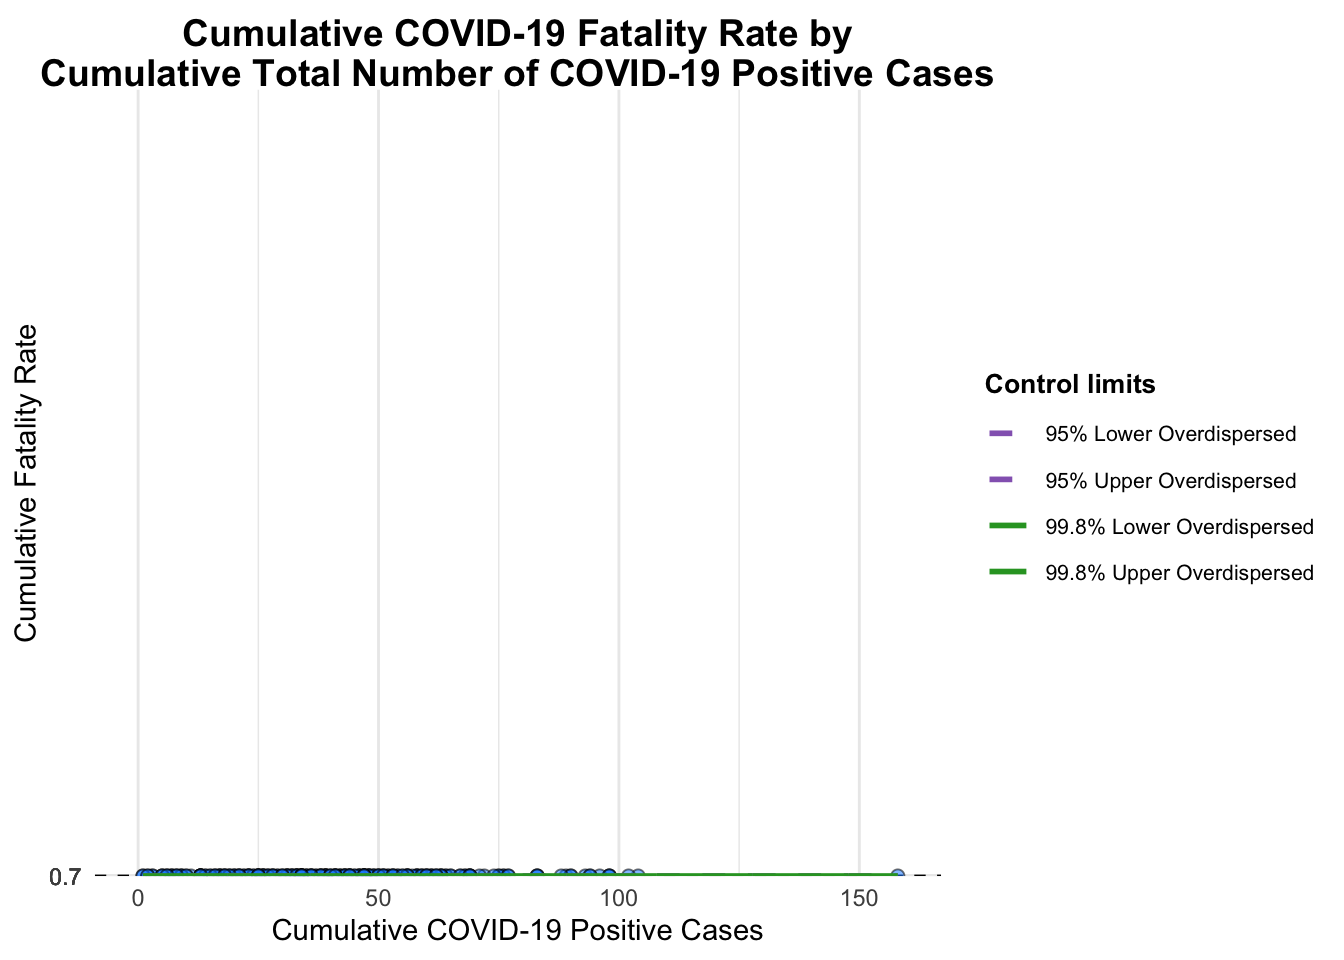 Cumulative COVID-19 Fatality Rate by
Cumulative Total Number of COVID-19 Positive Cases
Cumulative Fatality Rate
0.7
0
50
100
150
Cumulative COVID-19 Positive Cases
Control limits
95% Lower Overdispersed
95% Upper Overdispersed
99.8% Lower Overdispersed
99.8% Upper Overdispersed